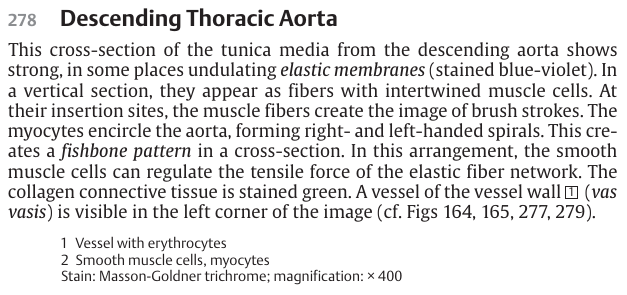 278 Descending Thoracic Aorta
This cross-section of the tunica media from the descending aorta shows
strong, in some places undulating elastic membranes (stained blue-violet). In
a vertical section, they appear as fibers with intertwined muscle cells. At
their insertion sites, the muscle fibers create the image of brush strokes. The
myocytes encircle the aorta, forming right- and left-handed spirals. This cre-
ates a fishbone pattern in a cross-section. In this arrangement, the smooth
muscle cells can regulate the tensile force of the elastic fiber network. The
collagen connective tissue is stained green. A vessel of the vessel wall 1 (vas
vasis) is visible in the left corner of the image (cf. Figs 164, 165, 277, 279).
1 Vessel with erythrocytes
2 Smooth muscle cells, myocytes
Stain: Masson-Goldner trichrome; magnification: × 400